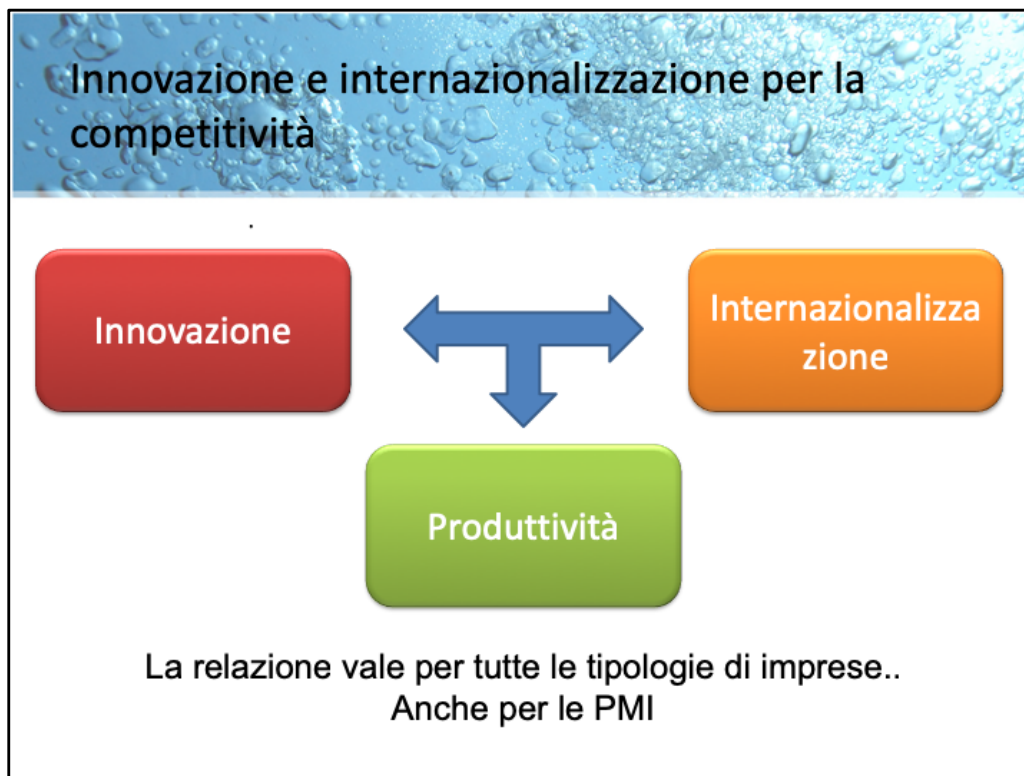 Innovazione e internazionalizzazione per la
competitività
.
Innovazione
Internazionalizza
zione
Produttività
La relazione vale per tutte le tipologie di imprese..
Anche per le PMI